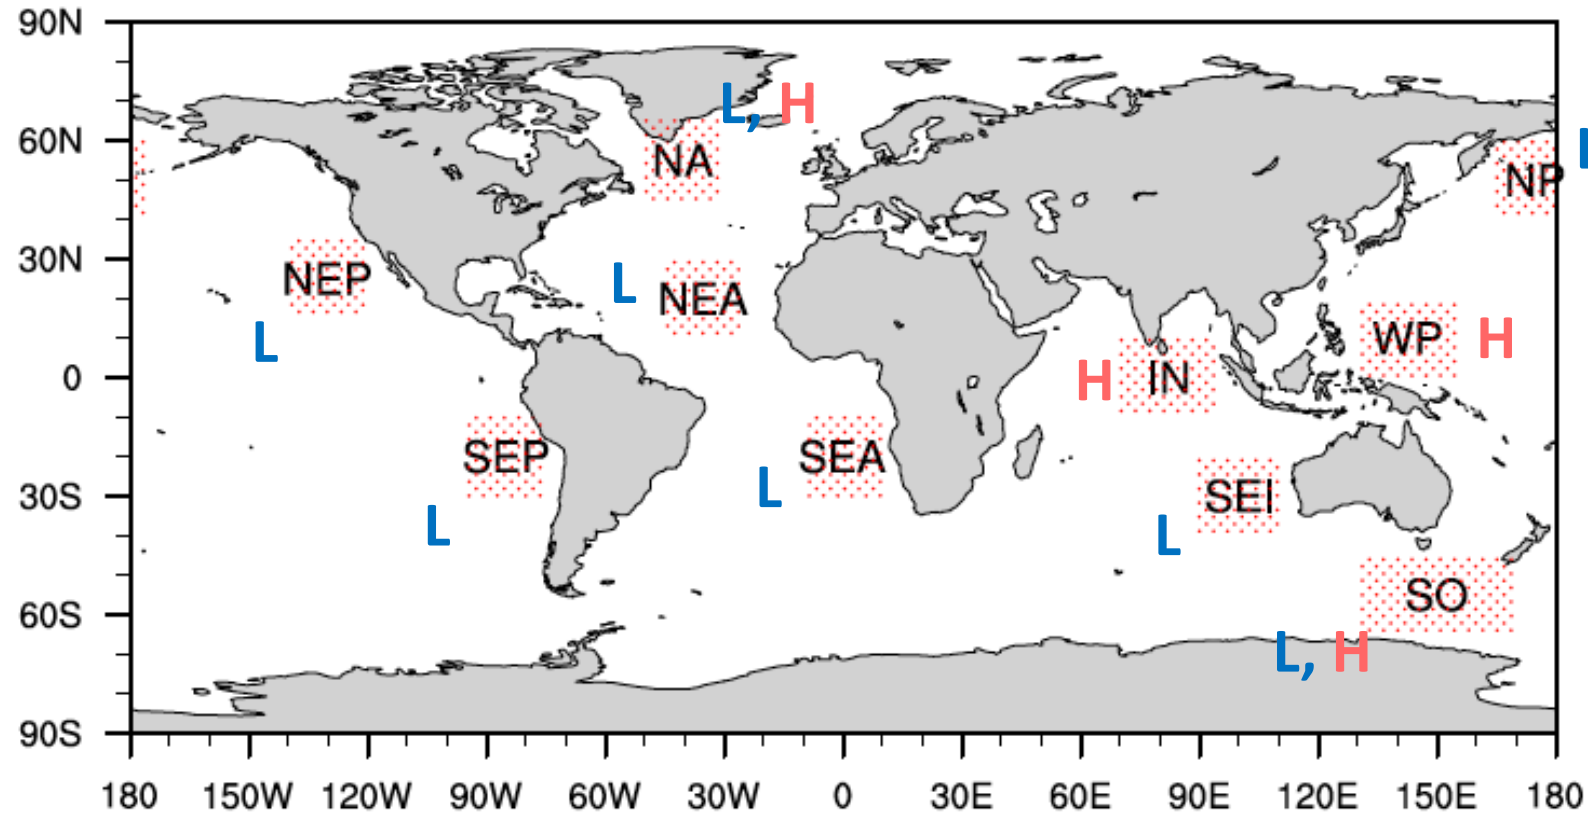 90N
L, H
60N
NA
L
NP
30N
NEP
L
NEA
L
WP
H
0
H
IN
SEP
SEA
L
30S
SEI
L
L
SO
60S
L, H
90S
180 150W 120W 90W 60W 30W 0 30E 60E 90E 120E 150E 180